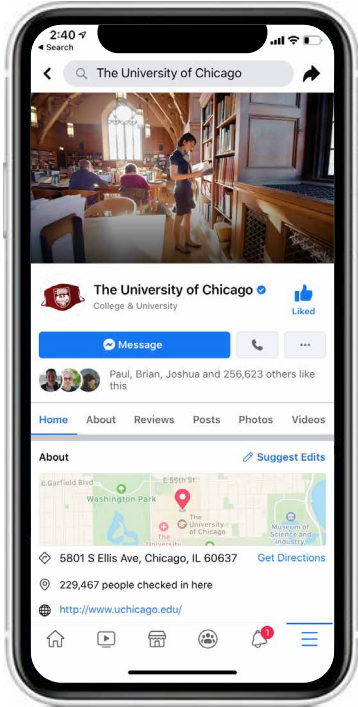 2:40
Search
The University of Chicago
The University of Chicago
College & University
Liked
Message
Paul, Brian, Joshua and 256,623 others like
this
Home About Reviews Posts Photos Videos
About
Suggest Edits
E Garfield Blvd
E 55th St
Washington Park
The
University
of Chicago
The
University
Museum of
Science and
Industry,
5801 S Ellis Ave, Chicago, IL 60637
Get Directions
229,467 people checked in here
http://www.uchicago.edu/
1